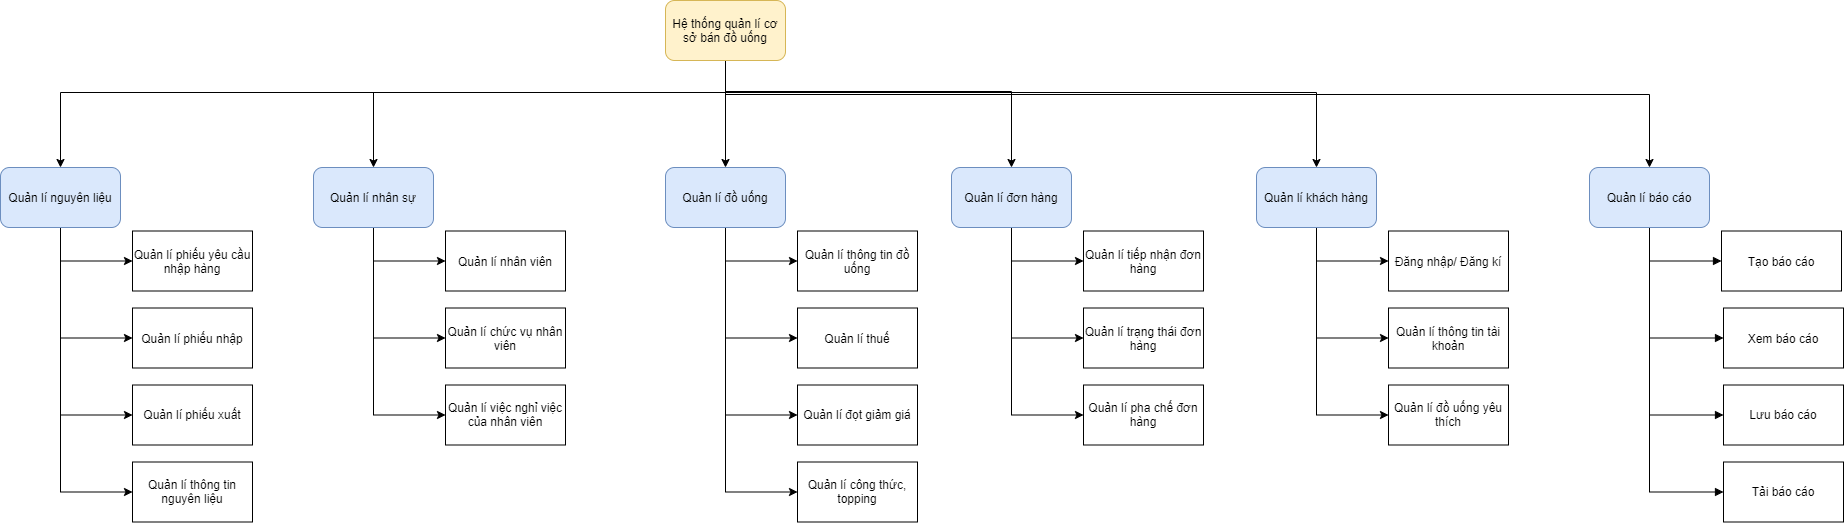 Hệ thống quản lí cơ
sở bán đồ uống
Quản lí nguyên liệu
Quản lí nhân sự
Quản lí đồ uống
Quản lí đơn hàng
Quản lí khách hàng
Quản lí báo cáo
Quản lí phiếu yêu cầu
nhập hàng
Quản lí phiếu nhập
Quản lí phiếu xuất
Quản lí thông tin
nguyên liệu
Quản lí nhân viên
Quản lí chức vụ nhân
viên
Quản lí việc nghỉ việc
của nhân viên
Quản lí thông tin đồ
uống
Quản lí thuế
Quản lí đọt giảm giá
Quản lí công thức,
topping
Quản lí tiếp nhận đơn
hàng
Quản lí trạng thái đơn
hàng
Quản lí pha chế đơn
hàng
Đăng nhập/ Đăng kí
Quản lí thông tin tài
khoản
Quản lí đồ uống yêu
thích
Tạo báo cáo
Xem báo cáo
Lưu báo cáo
Tải báo cáo